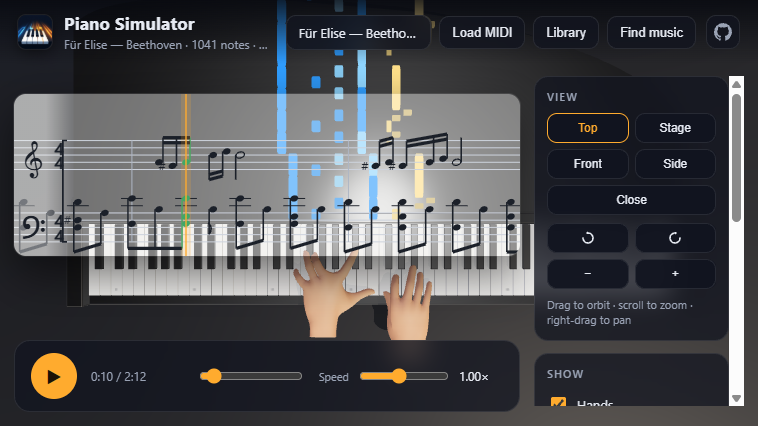 Piano Simulator
Für Elise — Beethoven · 1041 notes · ...
Für Elise — Beetho...
Load MIDI
Library
Find music
VIEW
Top
Stage
Front
Side
Close
−
+
Drag to orbit · scroll to zoom ·
right-drag to pan
SHOW
Hands
0:10 / 2:12
Speed
1.00×